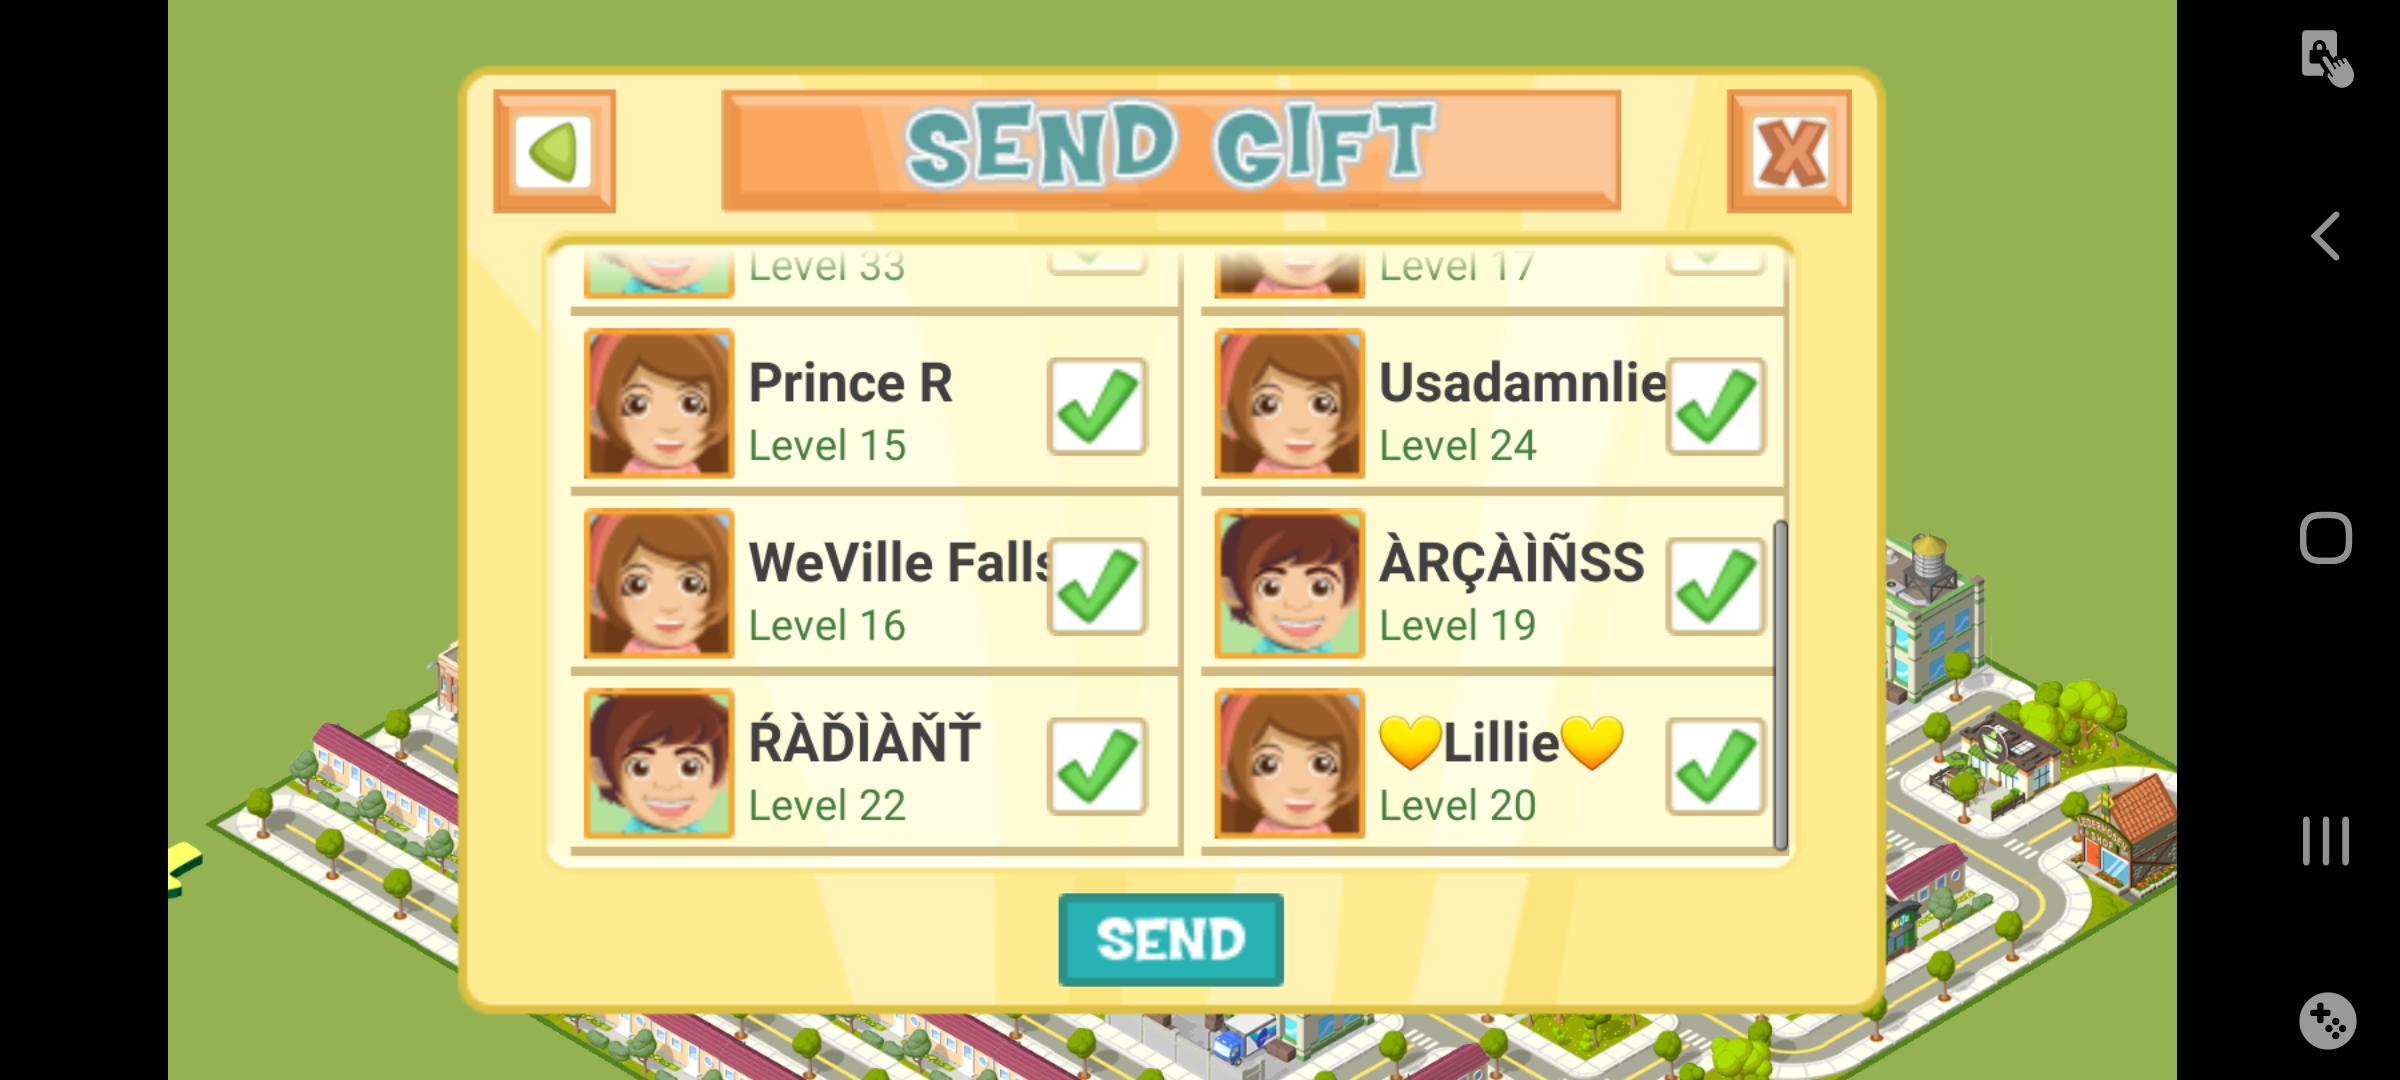 SEND GIFT
Level 33
Level 17
Prince R
Level 15
Usadamnlie
Level 24
WeVille Falls
Level 16
ÀRÇÀÌÑSS
Level 19
ŔÀĎÌÀŇŤ
Level 22
💛Lillie💛
Level 20
SEND